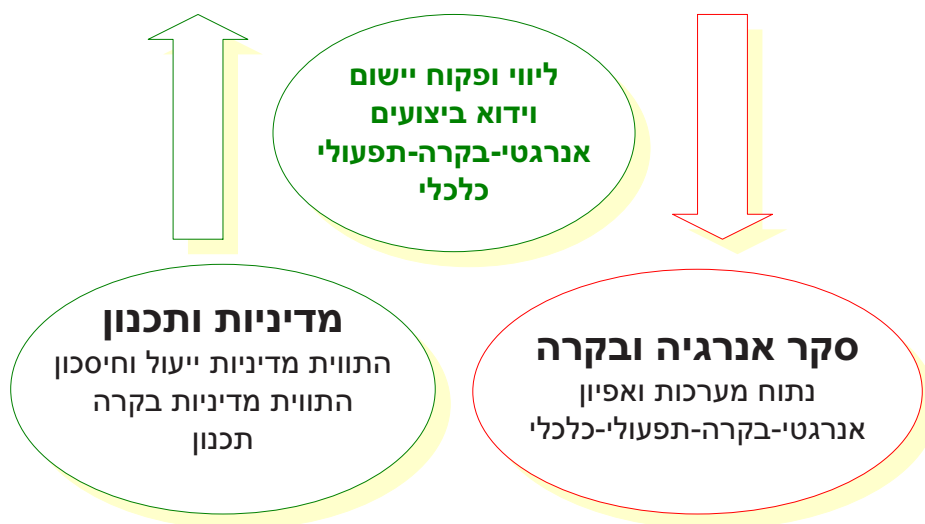 ליווי ופקוח יישום
וידוא ביצועים
אנרגטי-בקרה-תפעולי
כלכלי
סקר אנרגיה ובקרה
נתוח מערכות ואפיון
אנרגטי-בקרה-תפעולי-כלכלי
מדיניות ותכנון
התווית מדיניות ייעול וחיסכון
התווית מדיניות בקרה
תכנון